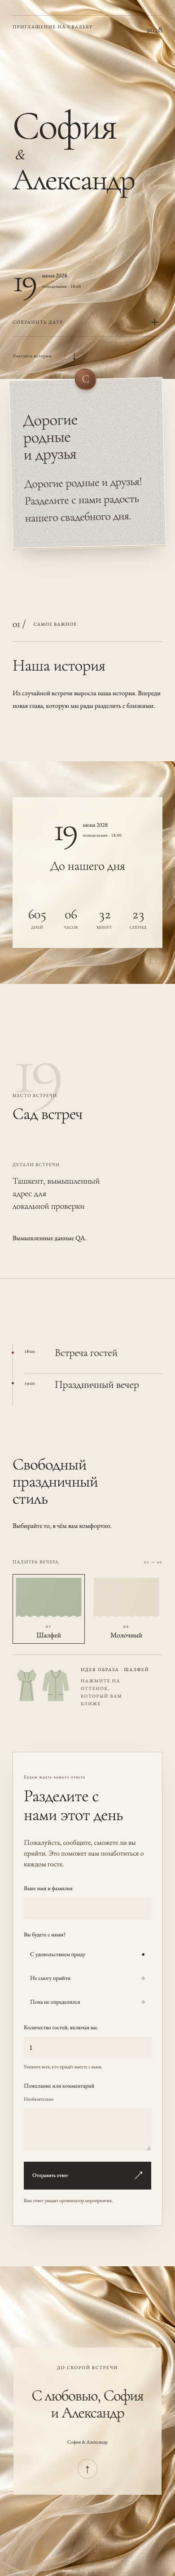 ПРИГЛАШЕНИЕ НА СВАДЬБУ
2028
София
&
Александр
19
июня 2028
понедельник · 18:00
СОХРАНИТЬ ДАТУ
+
Листайте историю
↓
С
Дорогие
родные
и друзья
Дорогие родные и друзья!
Разделите с нами радость
нашего свадебного дня.
01 /
САМОЕ ВАЖНОЕ
Наша история
Из случайной встречи выросла наша история. Впереди
новая глава, которую мы рады разделить с близкими.
19
июня 2028
понедельник · 18:00
До нашего дня
605 06 32 23
ДНЕЙ ЧАСОВ МИНУТ СЕКУНД
19
МЕСТО ВСТРЕЧИ
Сад встреч
ДЕТАЛИ ВСТРЕЧИ
Ташкент, вымышленный
адрес для
локальной проверки
Вымышленные данные QA.
18:00
Встреча гостей
19:00
Праздничный вечер
Свободный
праздничный
стиль
Выбирайте то, в чём вам комфортно.
ПАЛИТРА ВЕЧЕРА
01 — 02
01
Шалфей
02
Молочный
ИДЕЯ ОБРАЗА · ШАЛФЕЙ
НАЖМИТЕ НА
ОТТЕНОК,
КОТОРЫЙ ВАМ
БЛИЖЕ
Будем ждать вашего ответа
Разделите с
нами этот день
Пожалуйста, сообщите, сможете ли вы
прийти. Это поможет нам позаботиться о
каждом госте.
Ваше имя и фамилия
Вы будете с нами?
С удовольствием приду
Не смогу прийти
Пока не определился
Количество гостей, включая вас
1
Укажите всех, кто придёт вместе с вами.
Пожелание или комментарий
Необязательно
Отправить ответ
Ваш ответ увидит организатор мероприятия.
ДО СКОРОЙ ВСТРЕЧИ
С любовью, София
и Александр
София & Александр
↑